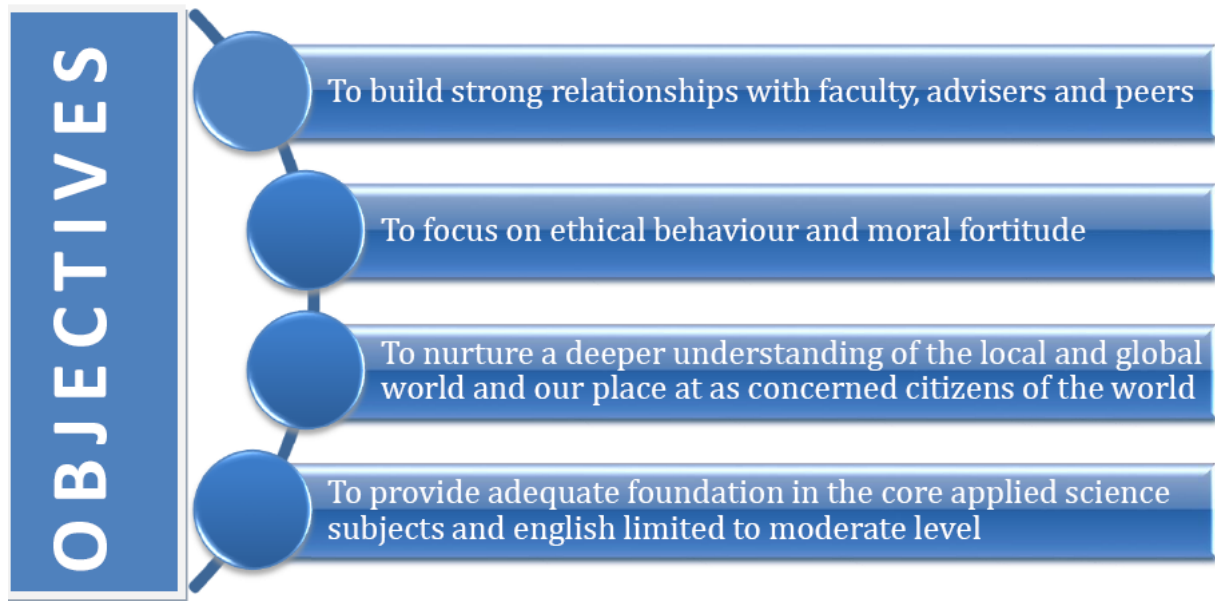 OBJECTIVES
To build strong relationships with faculty, advisers and peers
To focus on ethical behaviour and moral fortitude
To nurture a deeper understanding of the local and global
world and our place at as concerned citizens of the world
To provide adequate foundation in the core applied science
subjects and english limited to moderate level